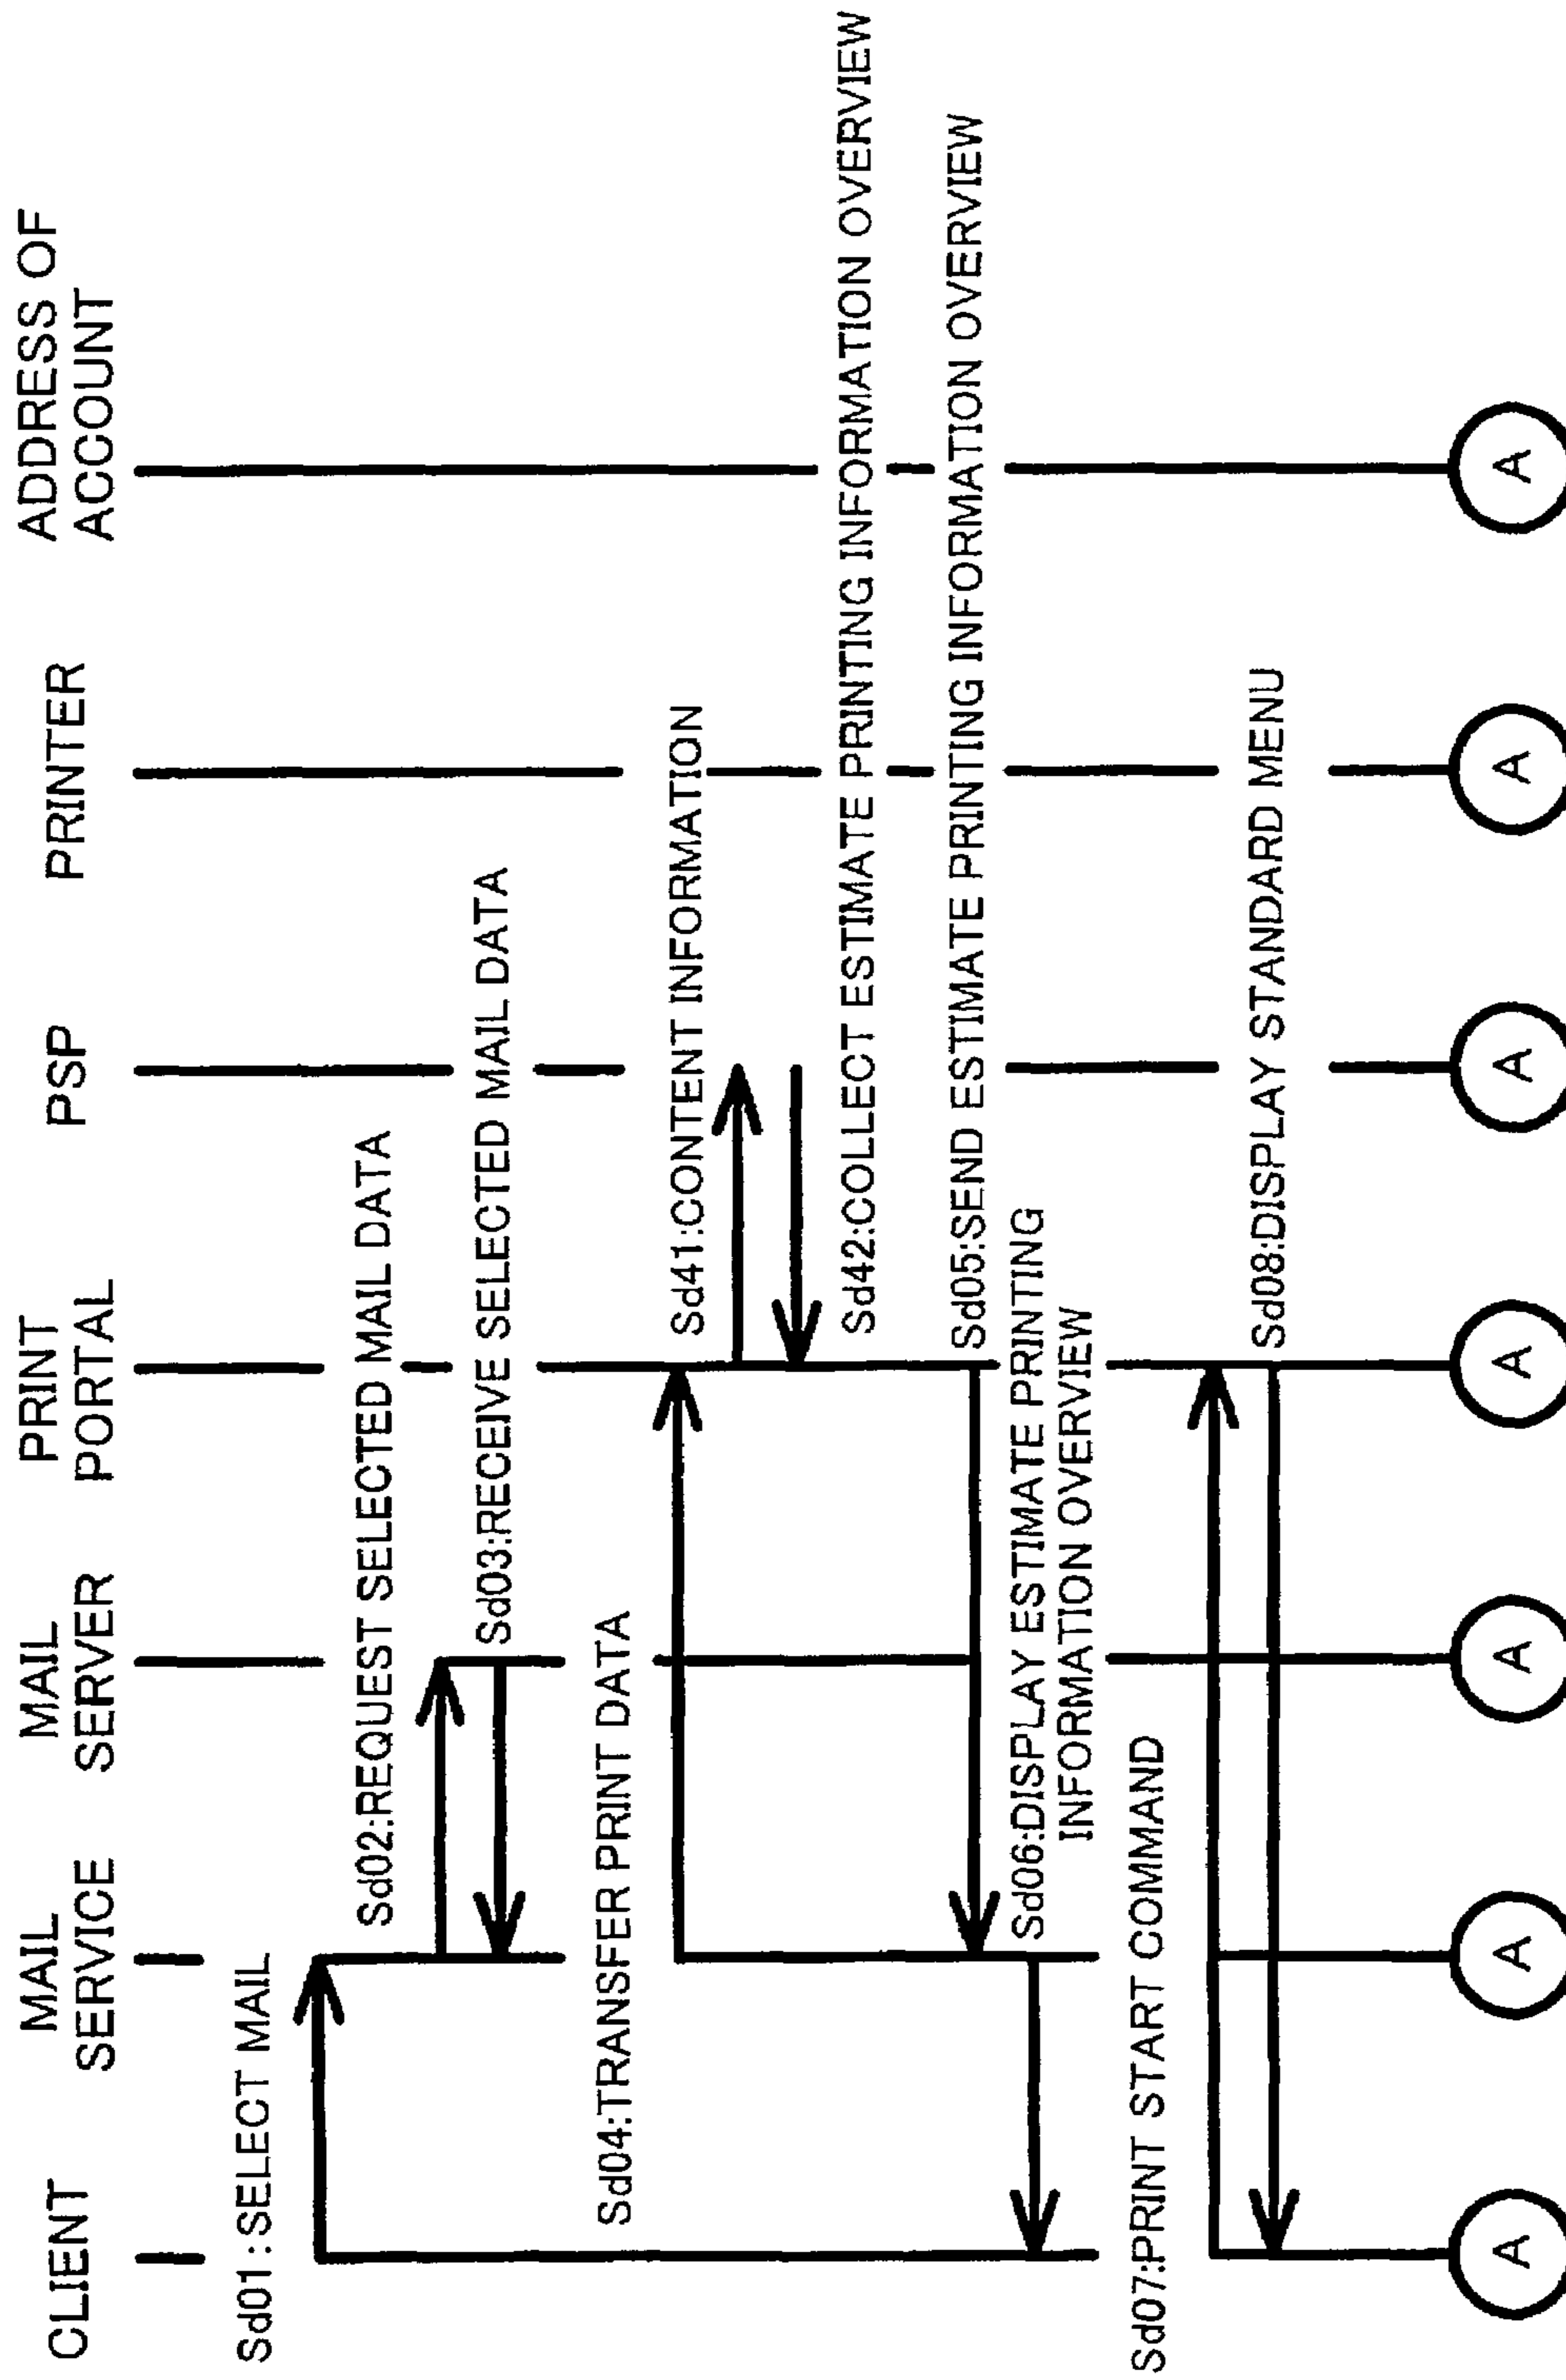 CLIENT
MAIL
SERVICE
MAIL
SERVER
PRINT
PORTAL
PSP
PRINTER
ADDRESS OF
ACCOUNT
Sd01:SELECT MAIL
Sd02:REQUEST SELECTED MAIL DATA
Sd03:RECEIVE SELECTED MAIL DATA
Sd04:TRANSFER PRINT DATA
Sd41:CONTENT INFORMATION
Sd42:COLLECT ESTIMATE PRINTING INFORMATION OVERVIEW
Sd05:SEND ESTIMATE PRINTING INFORMATION OVERVIEW
Sd06:DISPLAY ESTIMATE PRINTING
INFORMATION OVERVIEW
Sd07:PRINT START COMMAND
Sd08:DISPLAY STANDARD MENU
A
A
A
A
A
A
A